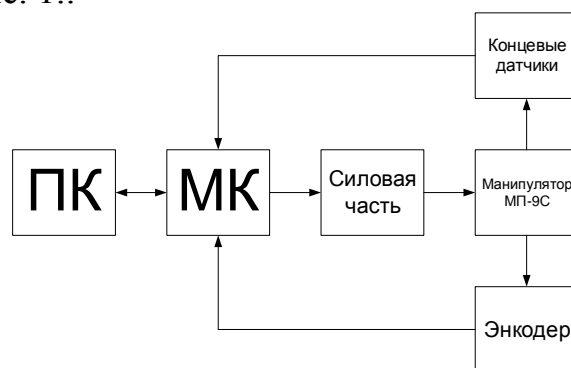 Концевые
датчики
ПК
МК
Силовая
часть
Манипулятор
МП-9С
Энкодер